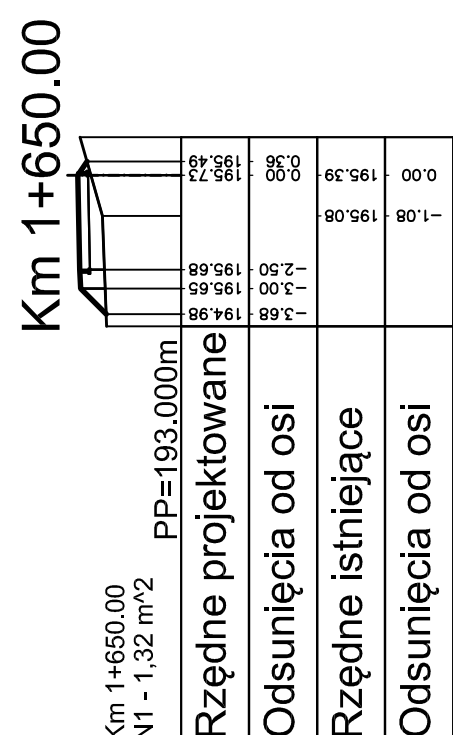 Km 1+650.00
Km 1+650.00
N1 - 1,32 m^2
PP=193.000m
Rzędne projektowane
194.98 195.65 195.68 195.73 195.49
Odsunięcia od osi
-3.68 -3.00 -2.50 0.00 0.36
Rzędne istniejące
195.08 195.39
Odsunięcia od osi
-1.08 0.00